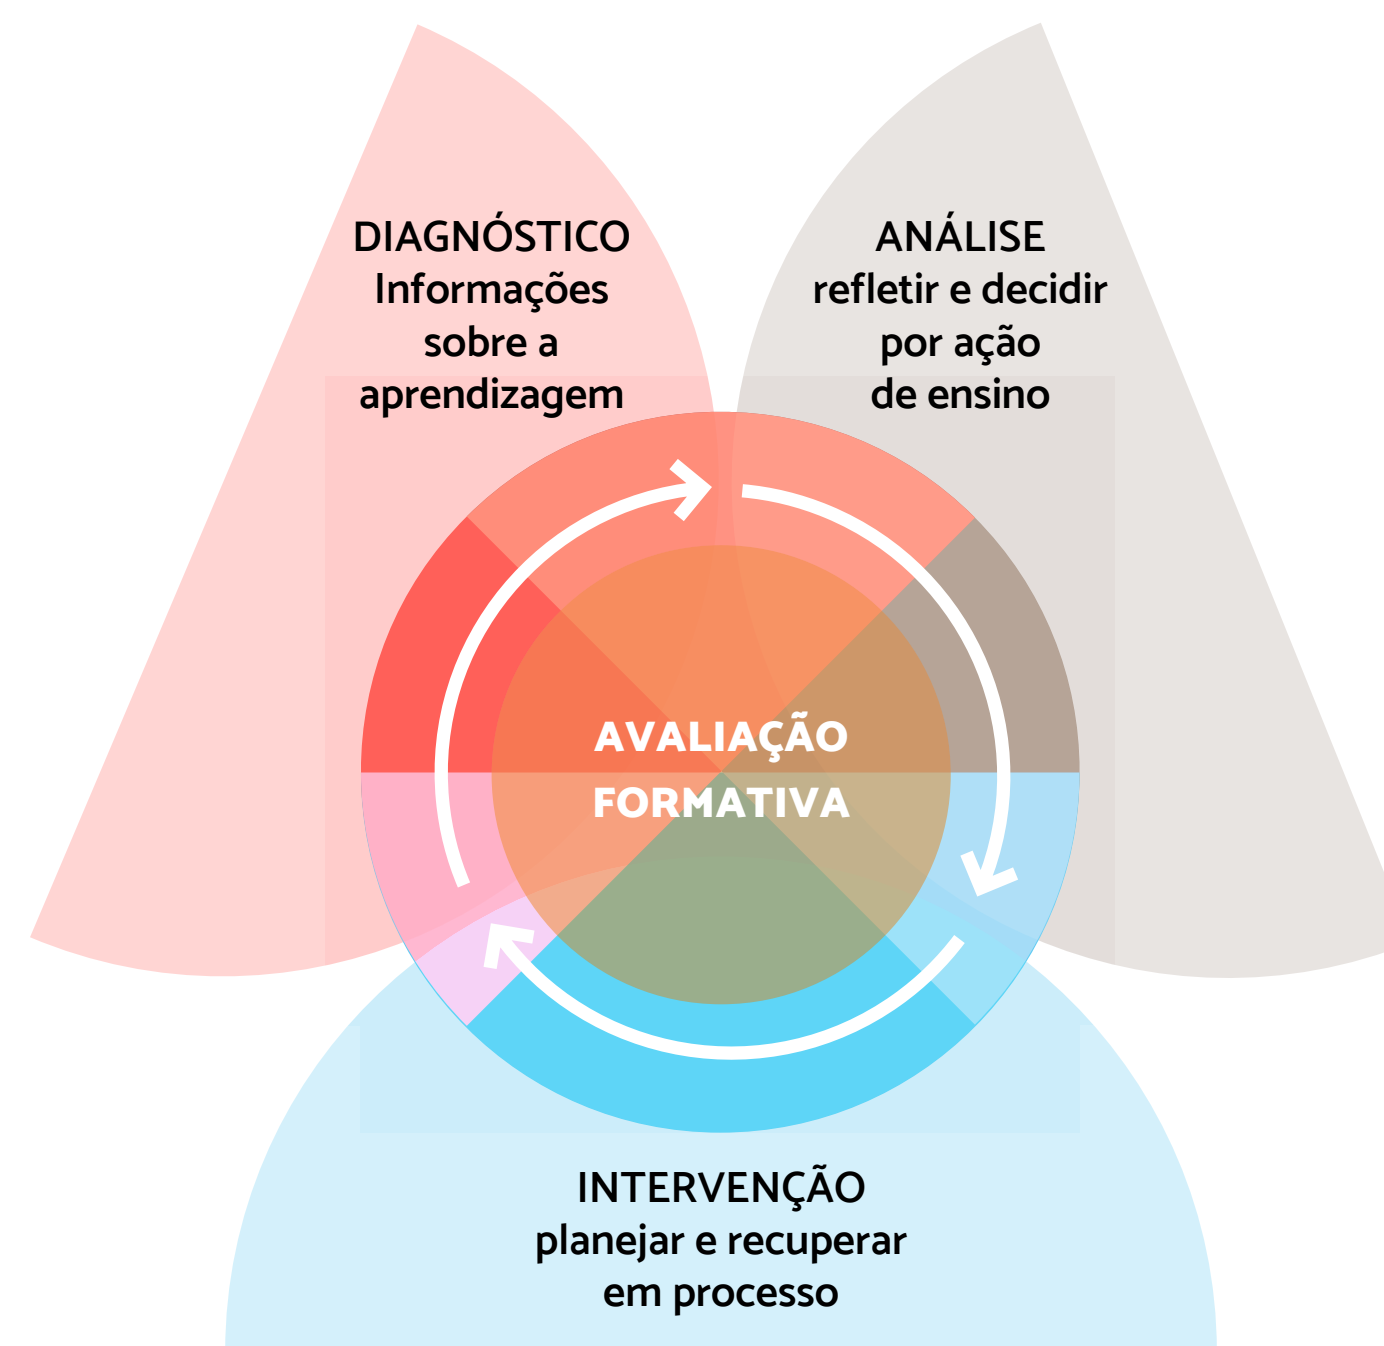 DIAGNÓSTICO
Informações
sobre a
aprendizagem
ANÁLISE
refletir e decidir
por ação
de ensino
AVALIAÇÃO
FORMATIVA
INTERVENÇÃO
planejar e recuperar
em processo